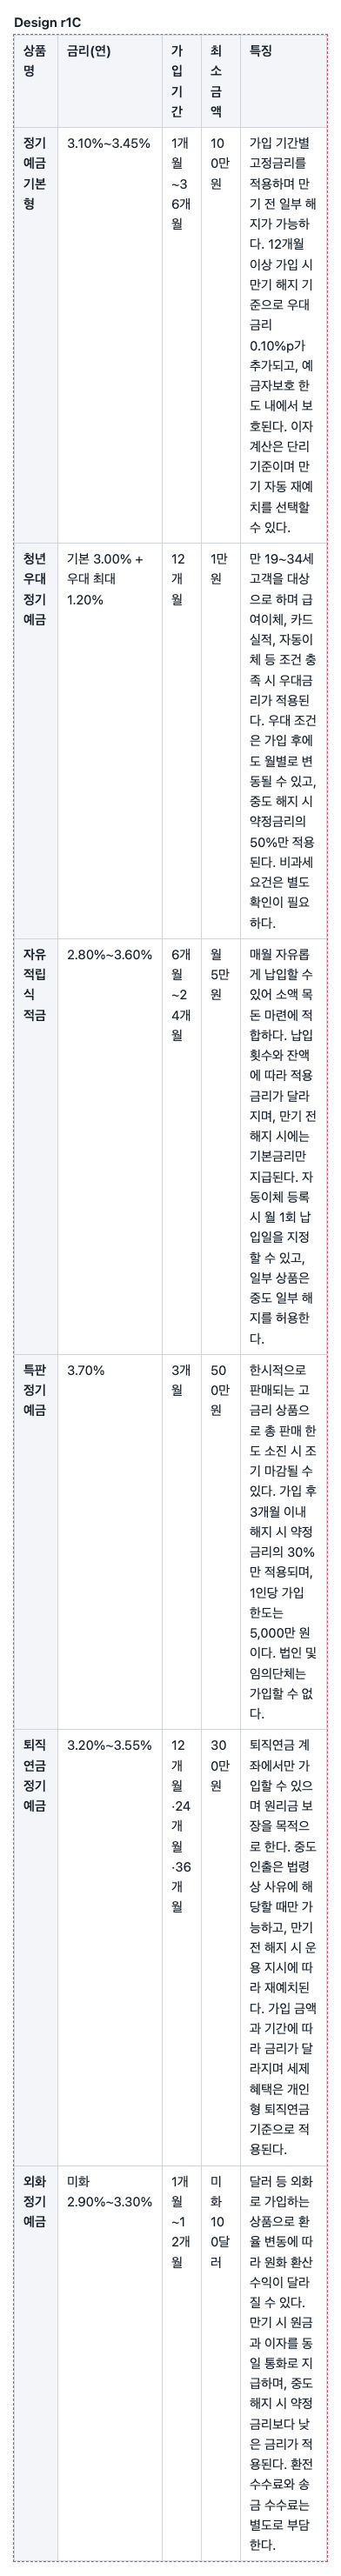 Design r1C
상품
명
금리(연)
가
입
기
간
최
소
금
액
특징
정기
예금
기본
형
3.10%~3.45%
1개
월
~3
6개
월
10
0만
원
가입 기간별
고정금리를
적용하며 만
기 전 일부 해
지가 가능하
다. 12개월
이상 가입 시
만기 해지 기
준으로 우대
금리
0.10%p가
추가되고, 예
금자보호 한
도 내에서 보
호된다. 이자
계산은 단리
기준이며 만
기 자동 재예
치를 선택할
수 있다.
청년
우대
정기
예금
기본 3.00% +
우대 최대
1.20%
12
개
월
1만
원
만 19~34세
고객을 대상
으로 하며 급
여이체, 카드
실적, 자동이
체 등 조건 충
족 시 우대금
리가 적용된
다. 우대 조건
은 가입 후에
도 월별로 변
동될 수 있고,
중도 해지 시
약정금리의
50%만 적용
된다. 비과세
요건은 별도
확인이 필요
하다.
자유
적립
식
적금
2.80%~3.60%
6개
월
~2
4개
월
월
5만
원
매월 자유롭
게 납입할 수
있어 소액 목
돈 마련에 적
합하다. 납입
횟수와 잔액
에 따라 적용
금리가 달라
지며, 만기 전
해지 시에는
기본금리만
지급된다. 자
동이체 등록
시 월 1회 납
입일을 지정
할 수 있고,
일부 상품은
중도 일부 해
지를 허용한
다.
특판
정기
예금
3.70%
3개
월
50
0만
원
한시적으로
판매되는 고
금리 상품으
로 총 판매 한
도 소진 시 조
기 마감될 수
있다. 가입 후
3개월 이내
해지 시 약정
금리의 30%
만 적용되며,
1인당 가입
한도는
5,000만 원
이다. 법인 및
임의단체는
가입할 수 없
다.
퇴직
연금
정기
예금
3.20%~3.55%
12
개
월
·24
개
월
·36
개
월
30
0만
원
퇴직연금 계
좌에서만 가
입할 수 있으
며 원리금 보
장을 목적으
로 한다. 중도
인출은 법령
상 사유에 해
당할 때만 가
능하고, 만기
전 해지 시 운
용 지시에 따
라 재예치된
다. 가입 금액
과 기간에 따
라 금리가 달
라지며 세제
혜택은 개인
형 퇴직연금
기준으로 적
용된다.
외화
정기
예금
미화
2.90%~3.30%
1개
월
~1
2개
월
미
화
10
0달
러
달러 등 외화
로 가입하는
상품으로 환
율 변동에 따
라 원화 환산
수익이 달라
질 수 있다.
만기 시 원금
과 이자를 동
일 통화로 지
급하며, 중도
해지 시 약정
금리보다 낮
은 금리가 적
용된다. 환전
수수료와 송
금 수수료는
별도로 부담
한다.